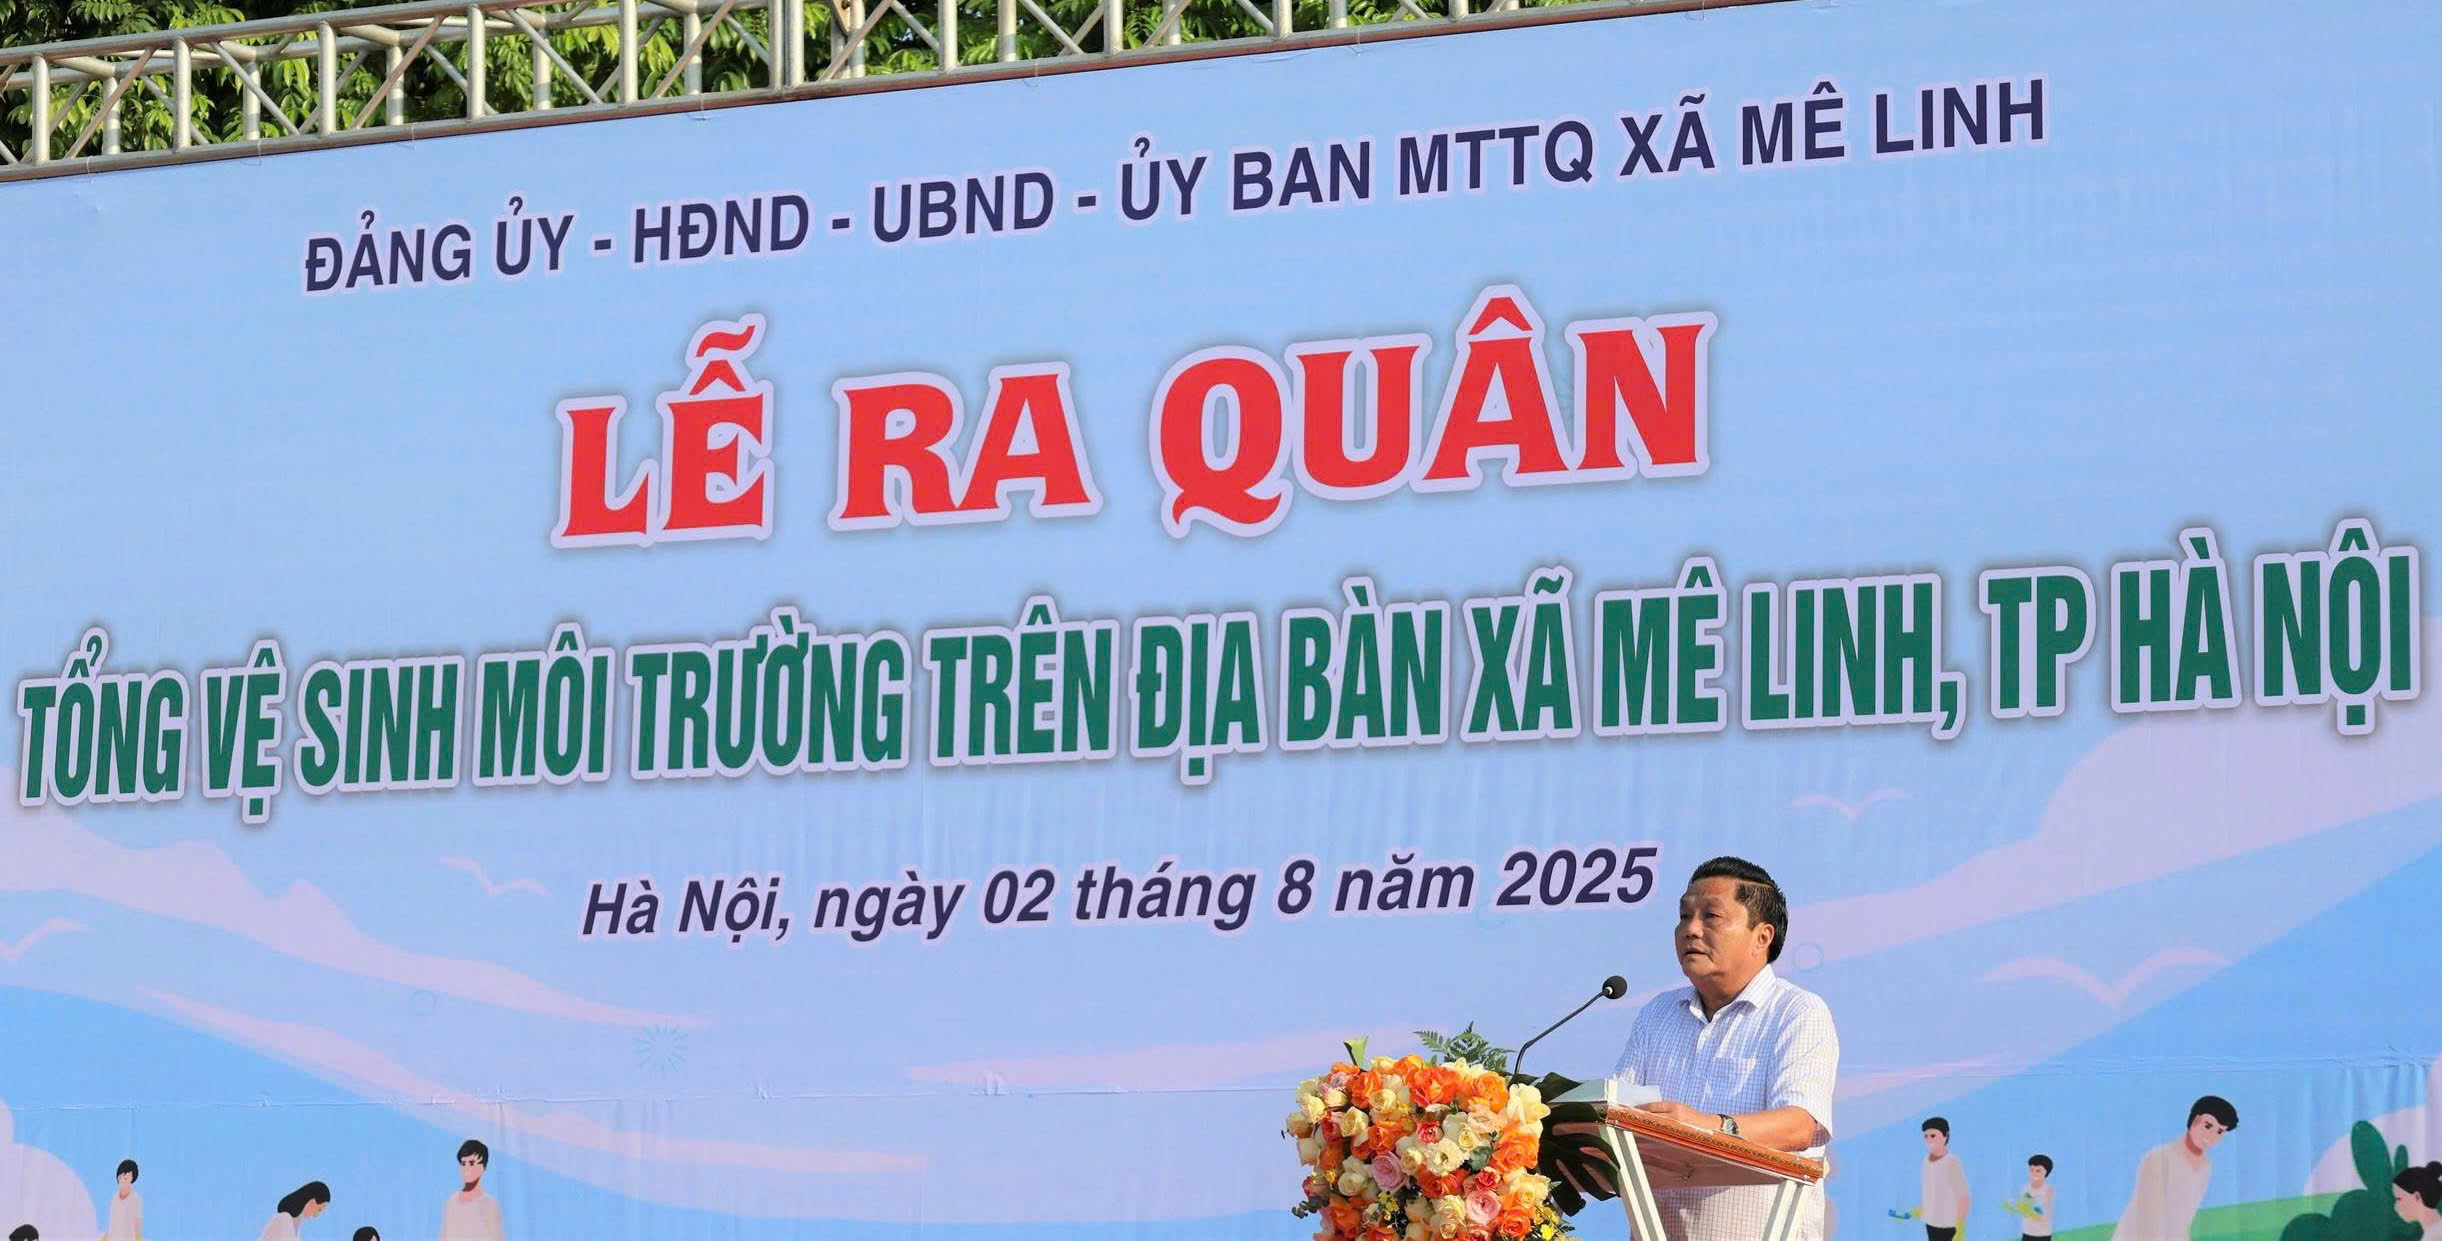 ĐẢNG ỦY - HĐND - UBND - ỦY BAN MTTQ XÃ MÊ LINH
LỄ RA QUÂN
TỔNG VỆ SINH MÔI TRƯỜNG TRÊN ĐỊA BÀN XÃ MÊ LINH, TP HÀ NỘI
Hà Nội, ngày 02 tháng 8 năm 2025